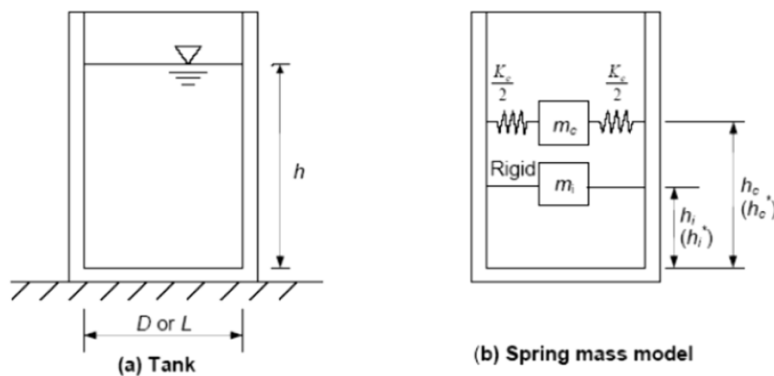 K_c
2
K_c
2
m_c
h
Rigid
m_i
h_c
(h_c*)
h_i
(h_i*)
D or L
(a) Tank
(b) Spring mass model